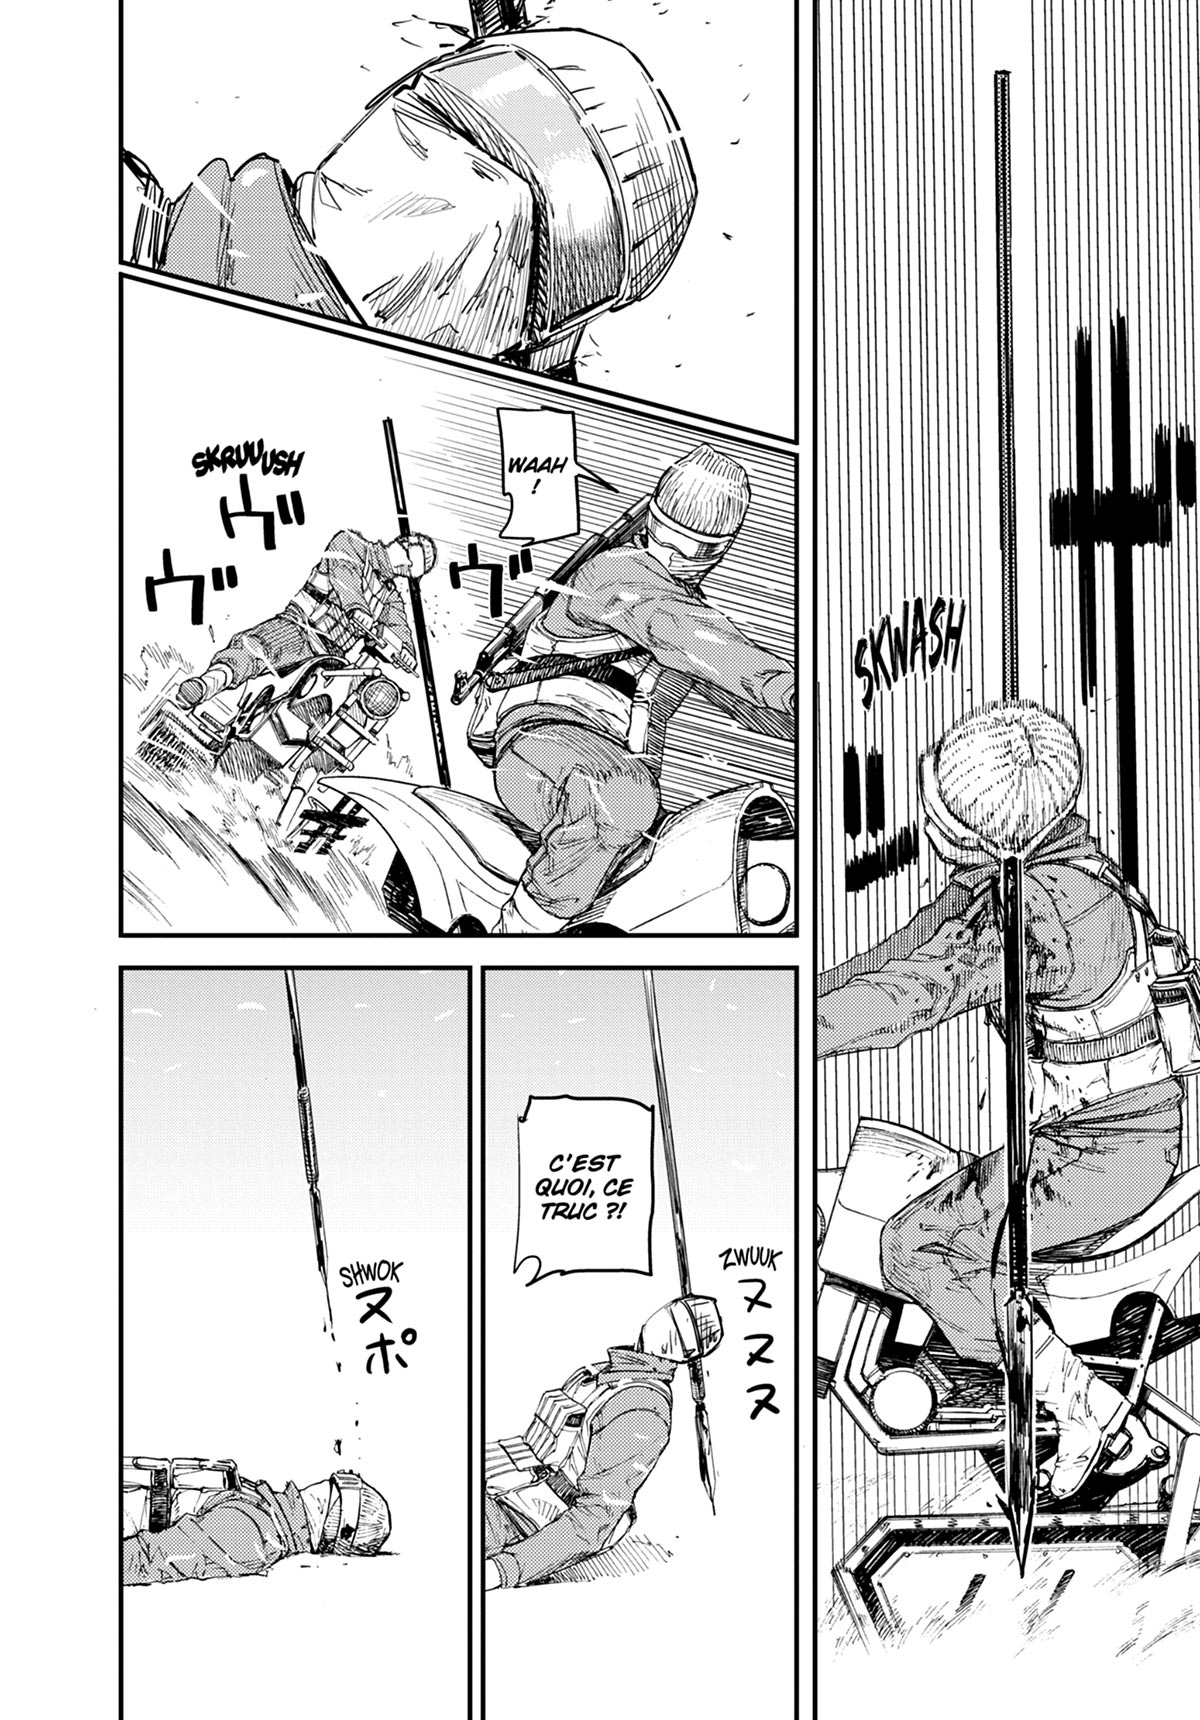 SKWASH
WAAH
!
SKRUUUSH
ヴ"
ヴ"
ヴ"
C'EST
QUOI, CE
TRUC ?!
ZWUUK
ヌ
ヌ
ヌ
SHWOK
ヌ
ポ